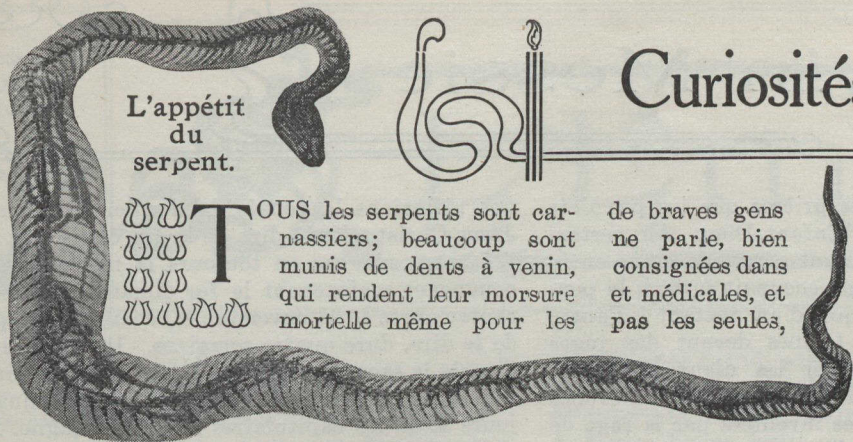 Curiosités
L'appétit
du
serpent.
TOUS les serpents sont car-
nassiers; beaucoup sont
munis de dents à venin,
qui rendent leur morsure
mortelle même pour les
de braves gens
ne parle, bien
consignées dans
et médicales, et
pas les seules,